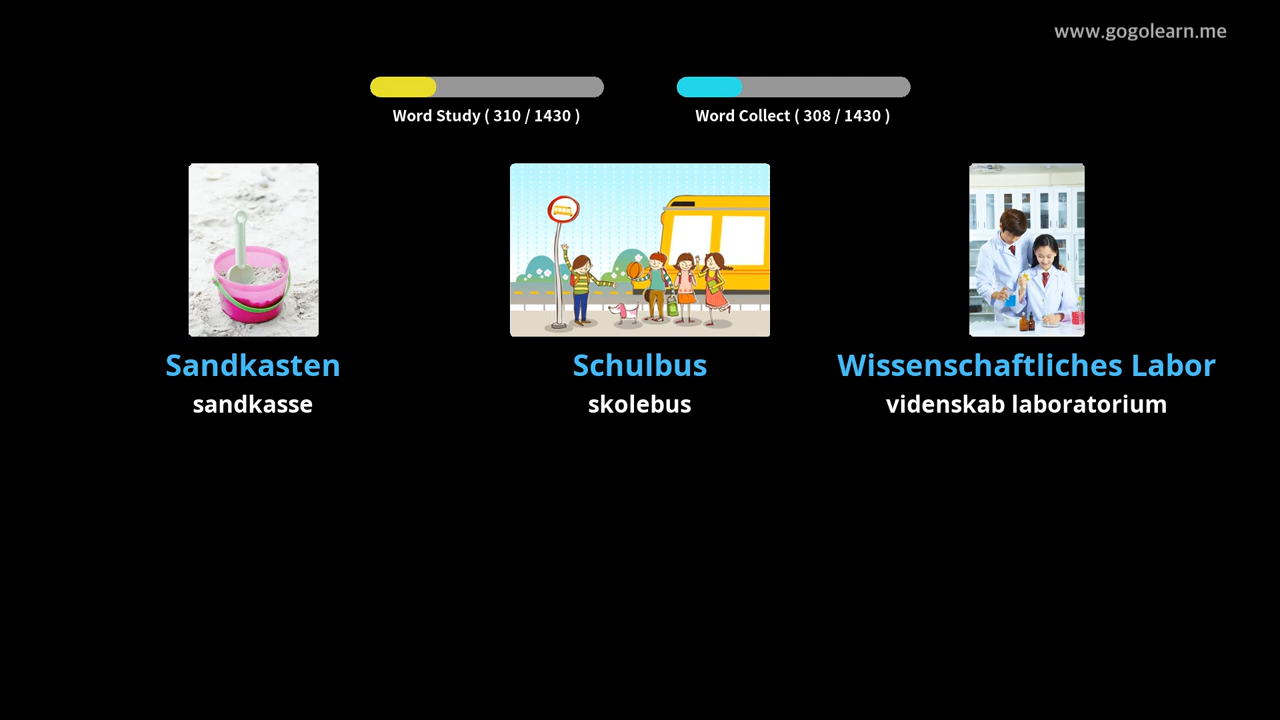 www.gogolearn.me
Word Study ( 310 / 1430 )
Word Collect ( 308 / 1430 )
Sandkasten
sandkasse
Schulbus
skolebus
Wissenschaftliches Labor
videnskab laboratorium